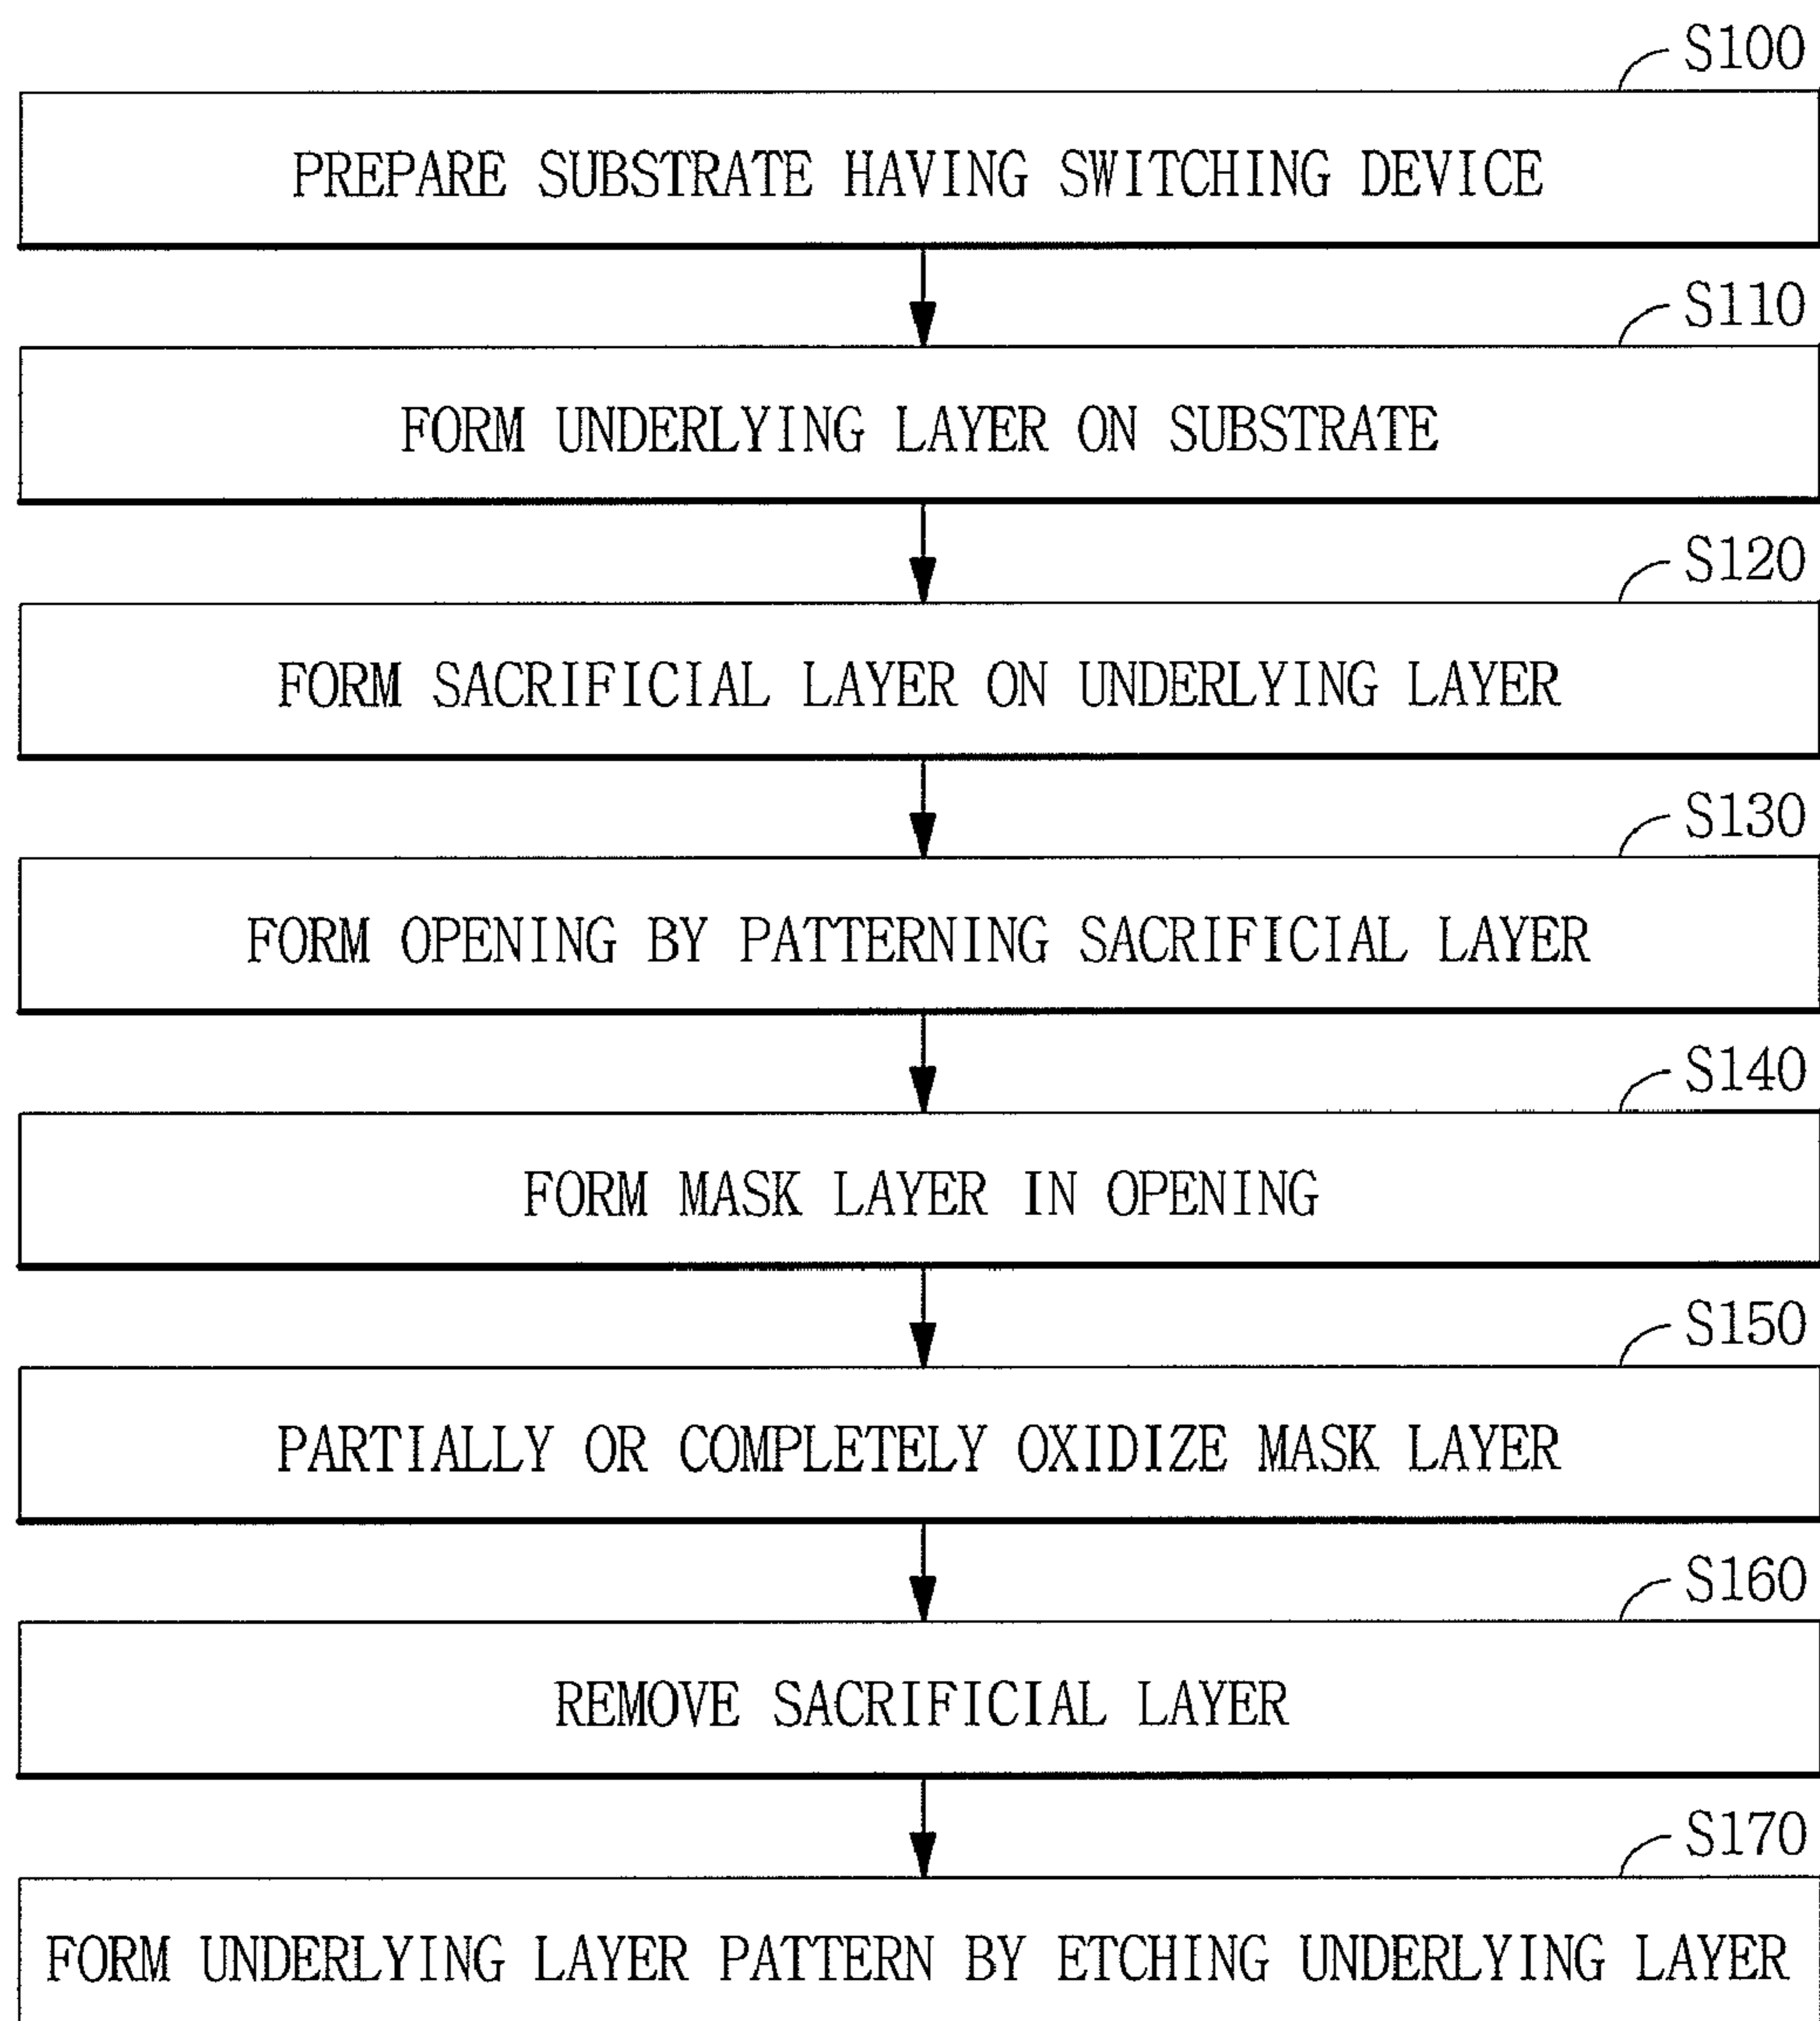 S100
PREPARE SUBSTRATE HAVING SWITCHING DEVICE
S110
FORM UNDERLYING LAYER ON SUBSTRATE
S120
FORM SACRIFICIAL LAYER ON UNDERLYING LAYER
S130
FORM OPENING BY PATTERNING SACRIFICIAL LAYER
S140
FORM MASK LAYER IN OPENING
S150
PARTIALLY OR COMPLETELY OXIDIZE MASK LAYER
S160
REMOVE SACRIFICIAL LAYER
S170
FORM UNDERLYING LAYER PATTERN BY ETCHING UNDERLYING LAYER